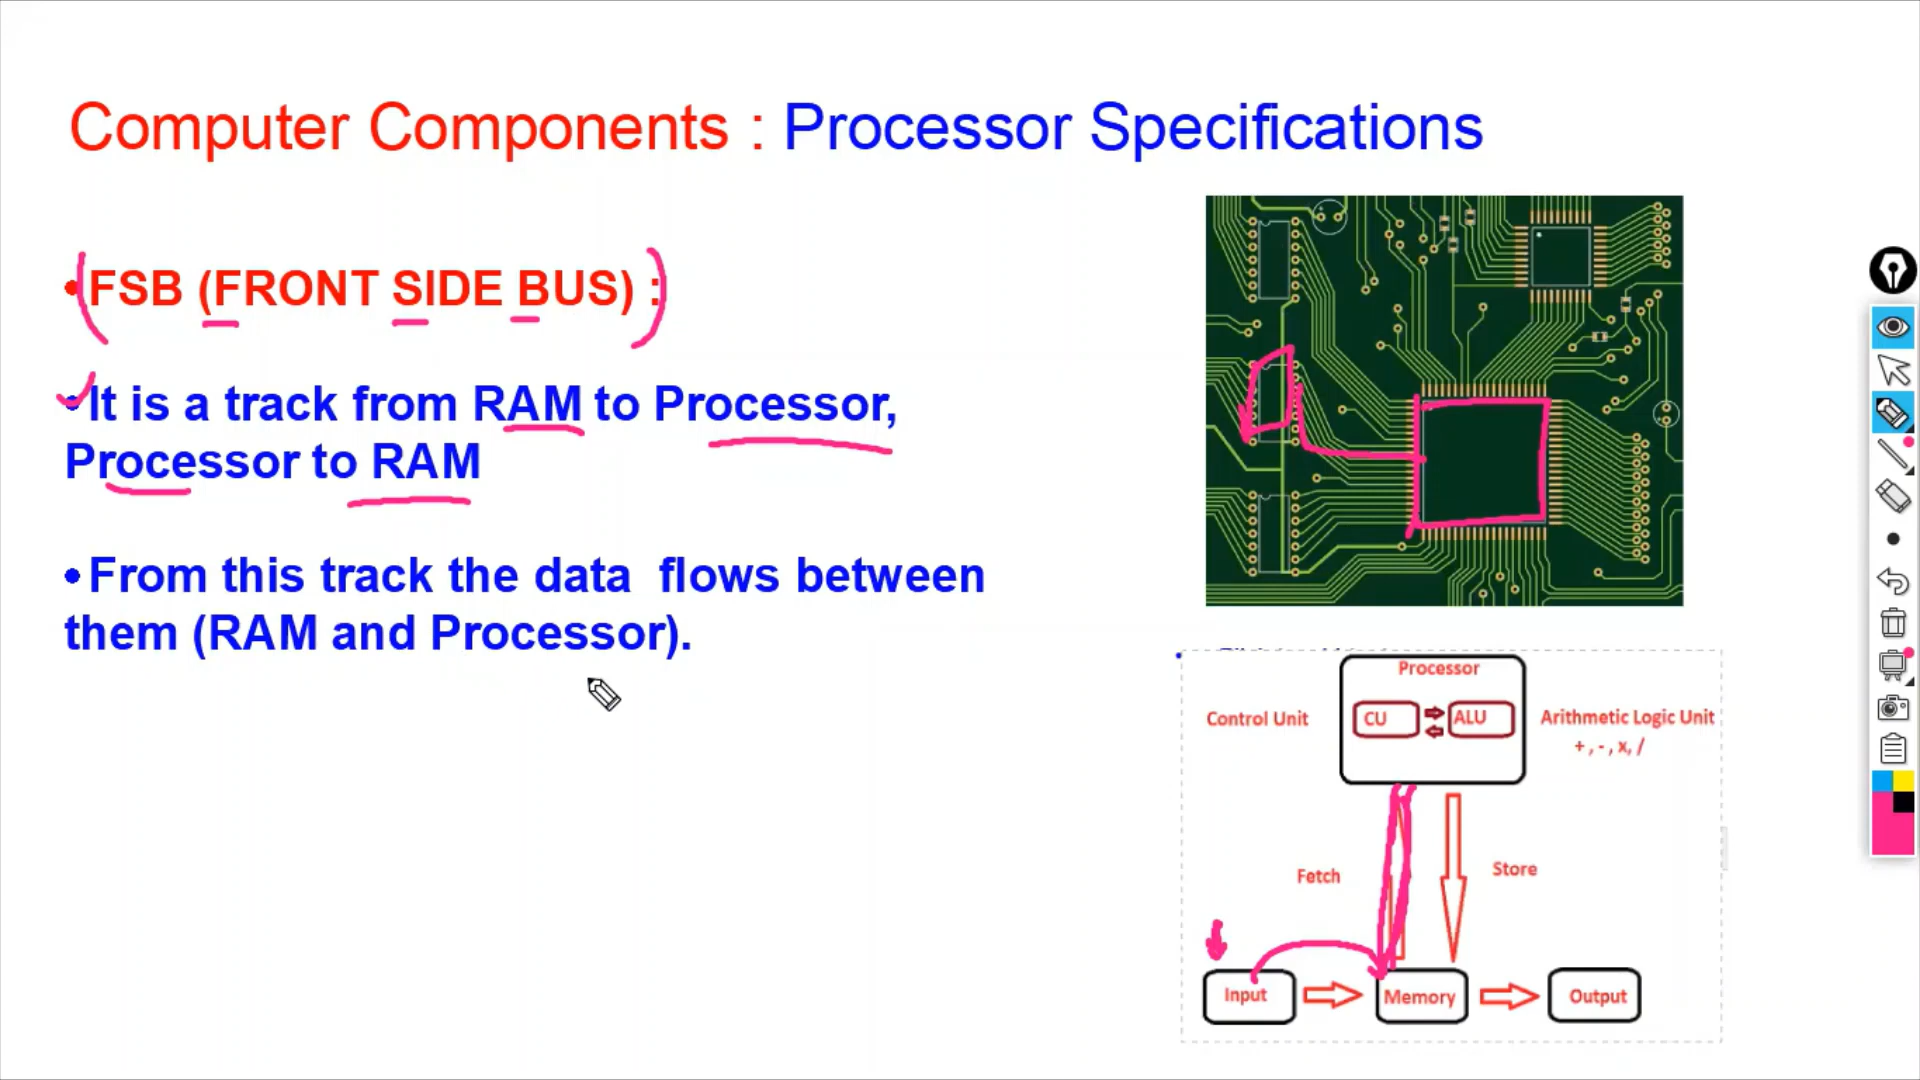 Computer Components : Processor Specifications
•FSB (FRONT SIDE BUS) :
•It is a track from RAM to Processor,
Processor to RAM
•From this track the data flows between
them (RAM and Processor).
Processor
Control Unit
CU
ALU
Arithmetic Logic Unit
+ , - , x, /
Fetch
Store
Input
Memory
Output